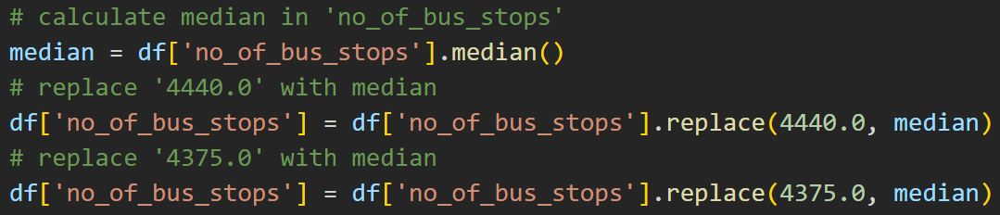 # calculate median in 'no_of_bus_stops'
median = df['no_of_bus_stops'].median()
# replace '4440.0' with median
df['no_of_bus_stops'] = df['no_of_bus_stops'].replace(4440.0, median)
# replace '4375.0' with median
df['no_of_bus_stops'] = df['no_of_bus_stops'].replace(4375.0, median)